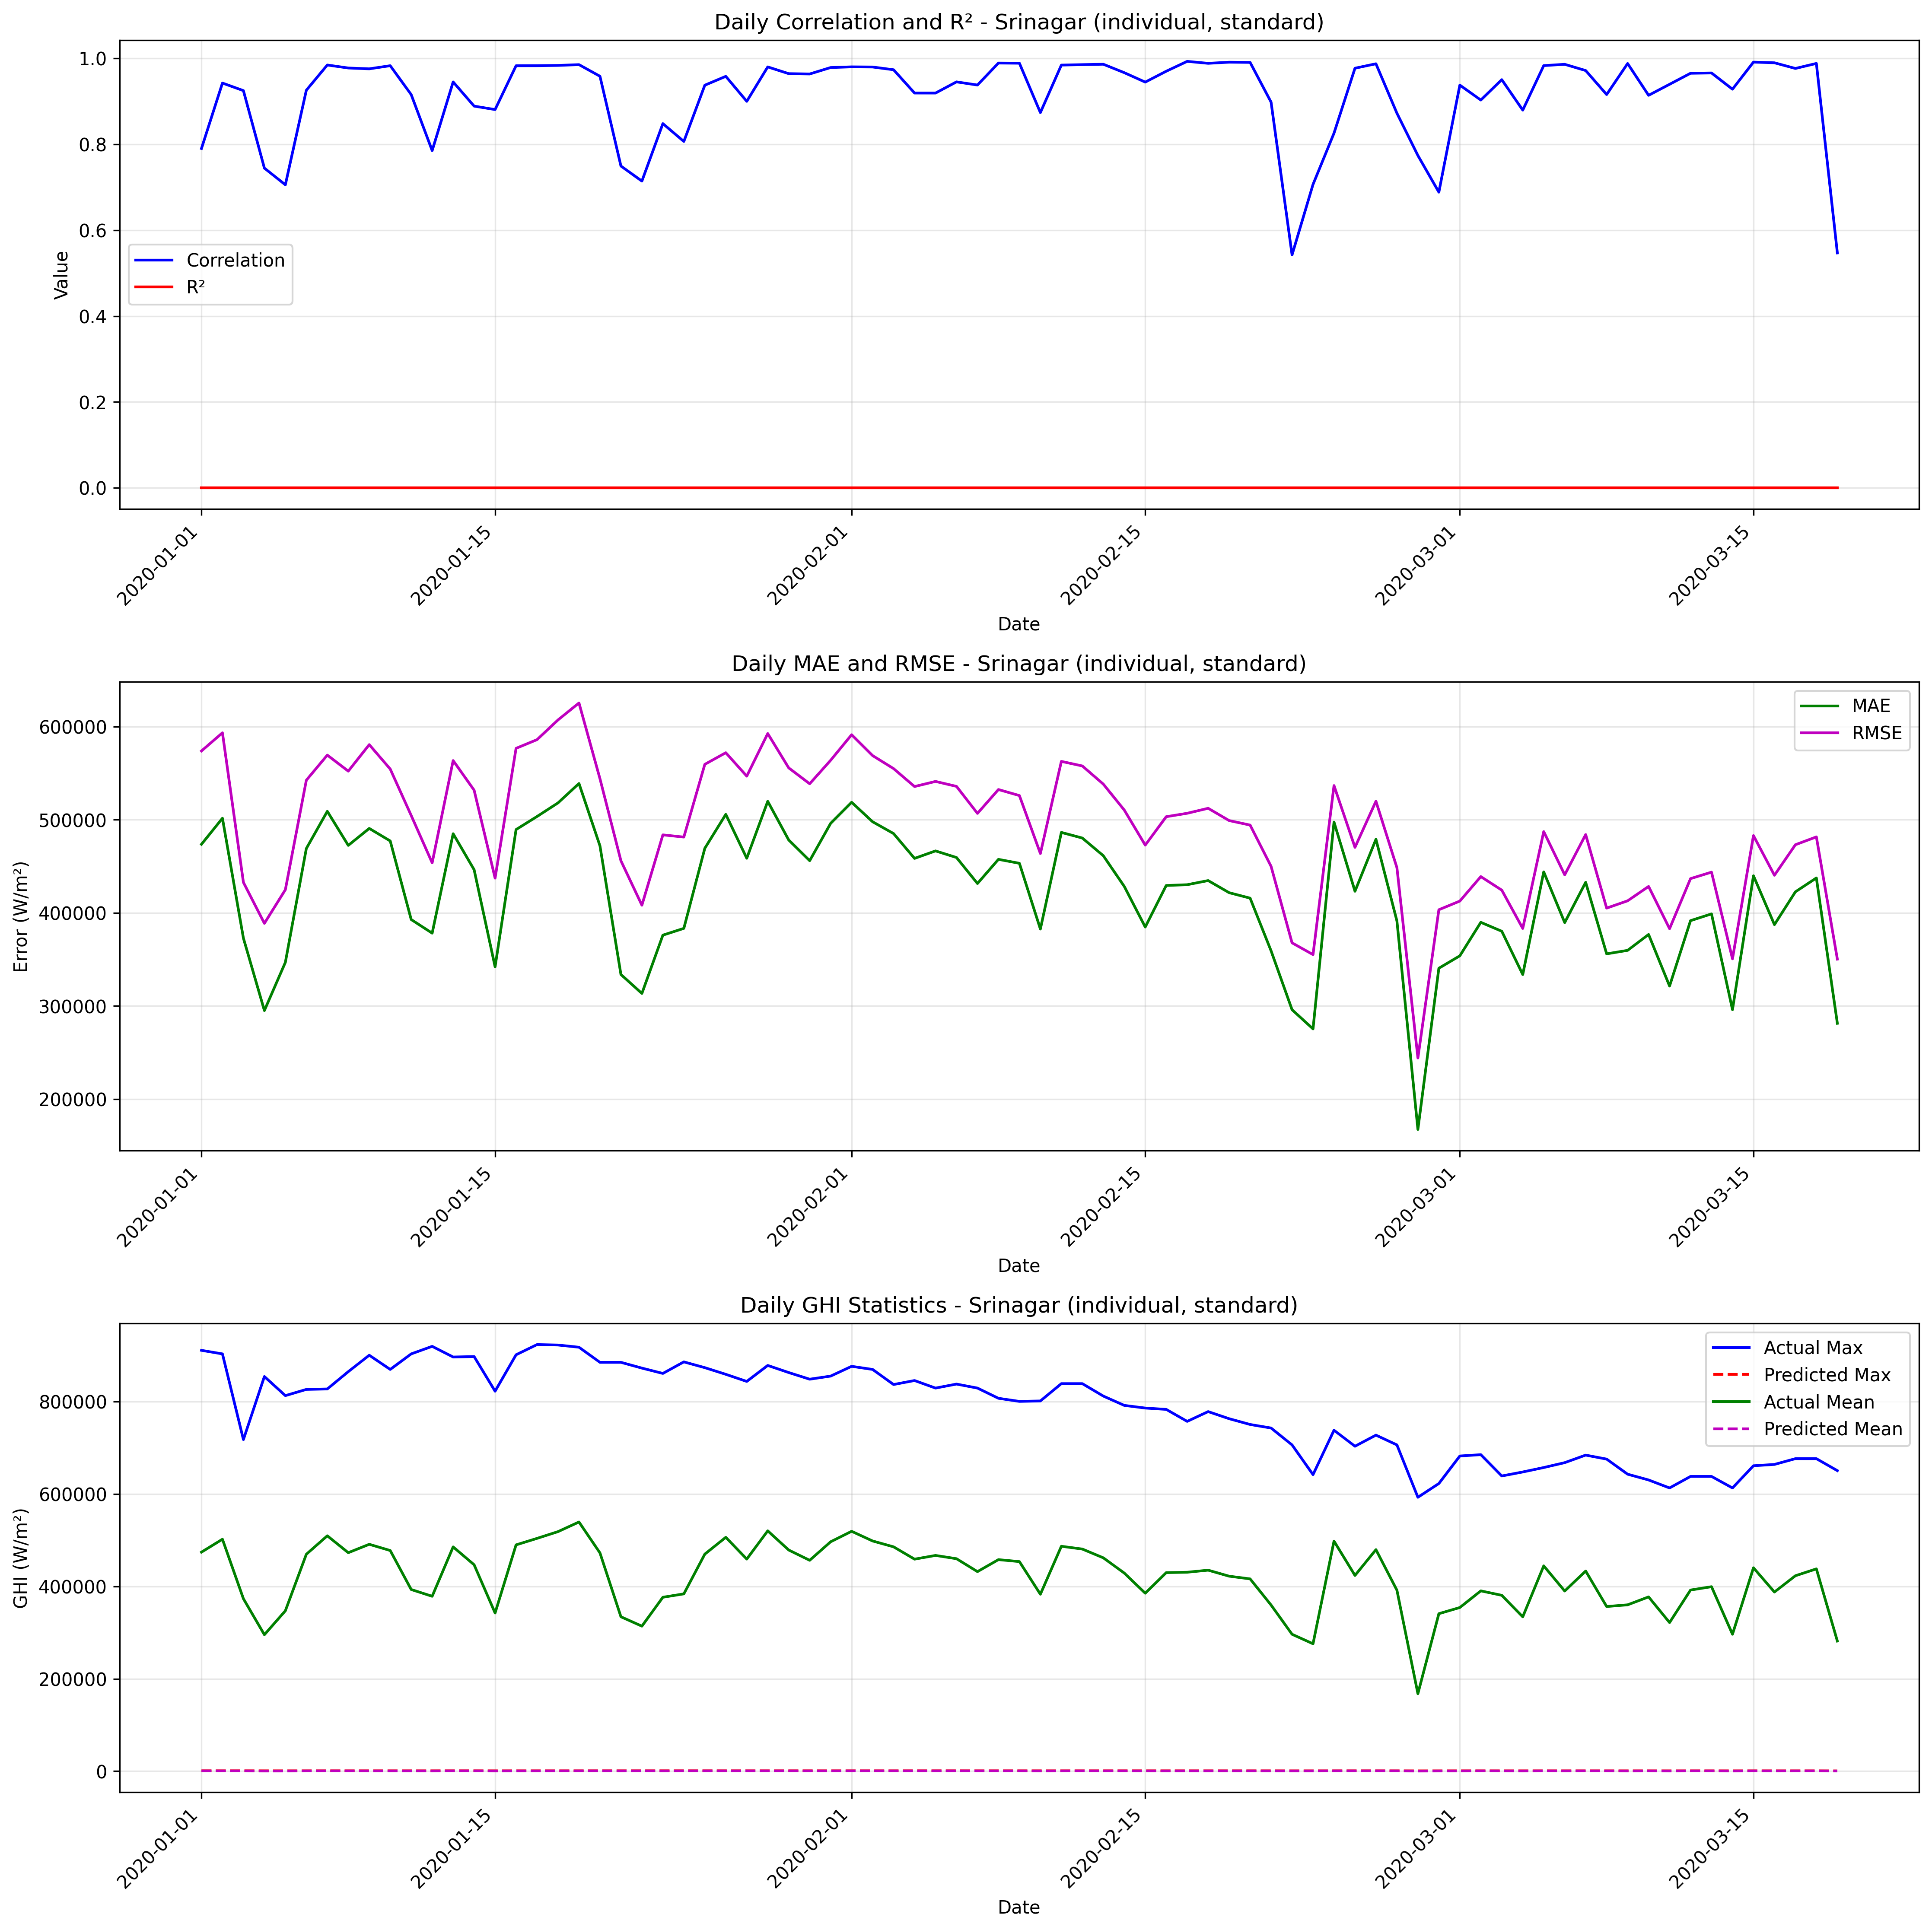 Daily Correlation and R² - Srinagar (individual, standard)
1.0
0.8
0.6
0.4
0.2
0.0
Value
Correlation
R²
2020-01-01
2020-01-15
2020-02-01
2020-02-15
2020-03-01
2020-03-15
Date
Daily MAE and RMSE - Srinagar (individual, standard)
600000
500000
400000
300000
200000
Error (W/m²)
MAE
RMSE
2020-01-01
2020-01-15
2020-02-01
2020-02-15
2020-03-01
2020-03-15
Date
Daily GHI Statistics - Srinagar (individual, standard)
800000
600000
400000
200000
0
GHI (W/m²)
Actual Max
Predicted Max
Actual Mean
Predicted Mean
2020-01-01
2020-01-15
2020-02-01
2020-02-15
2020-03-01
2020-03-15
Date